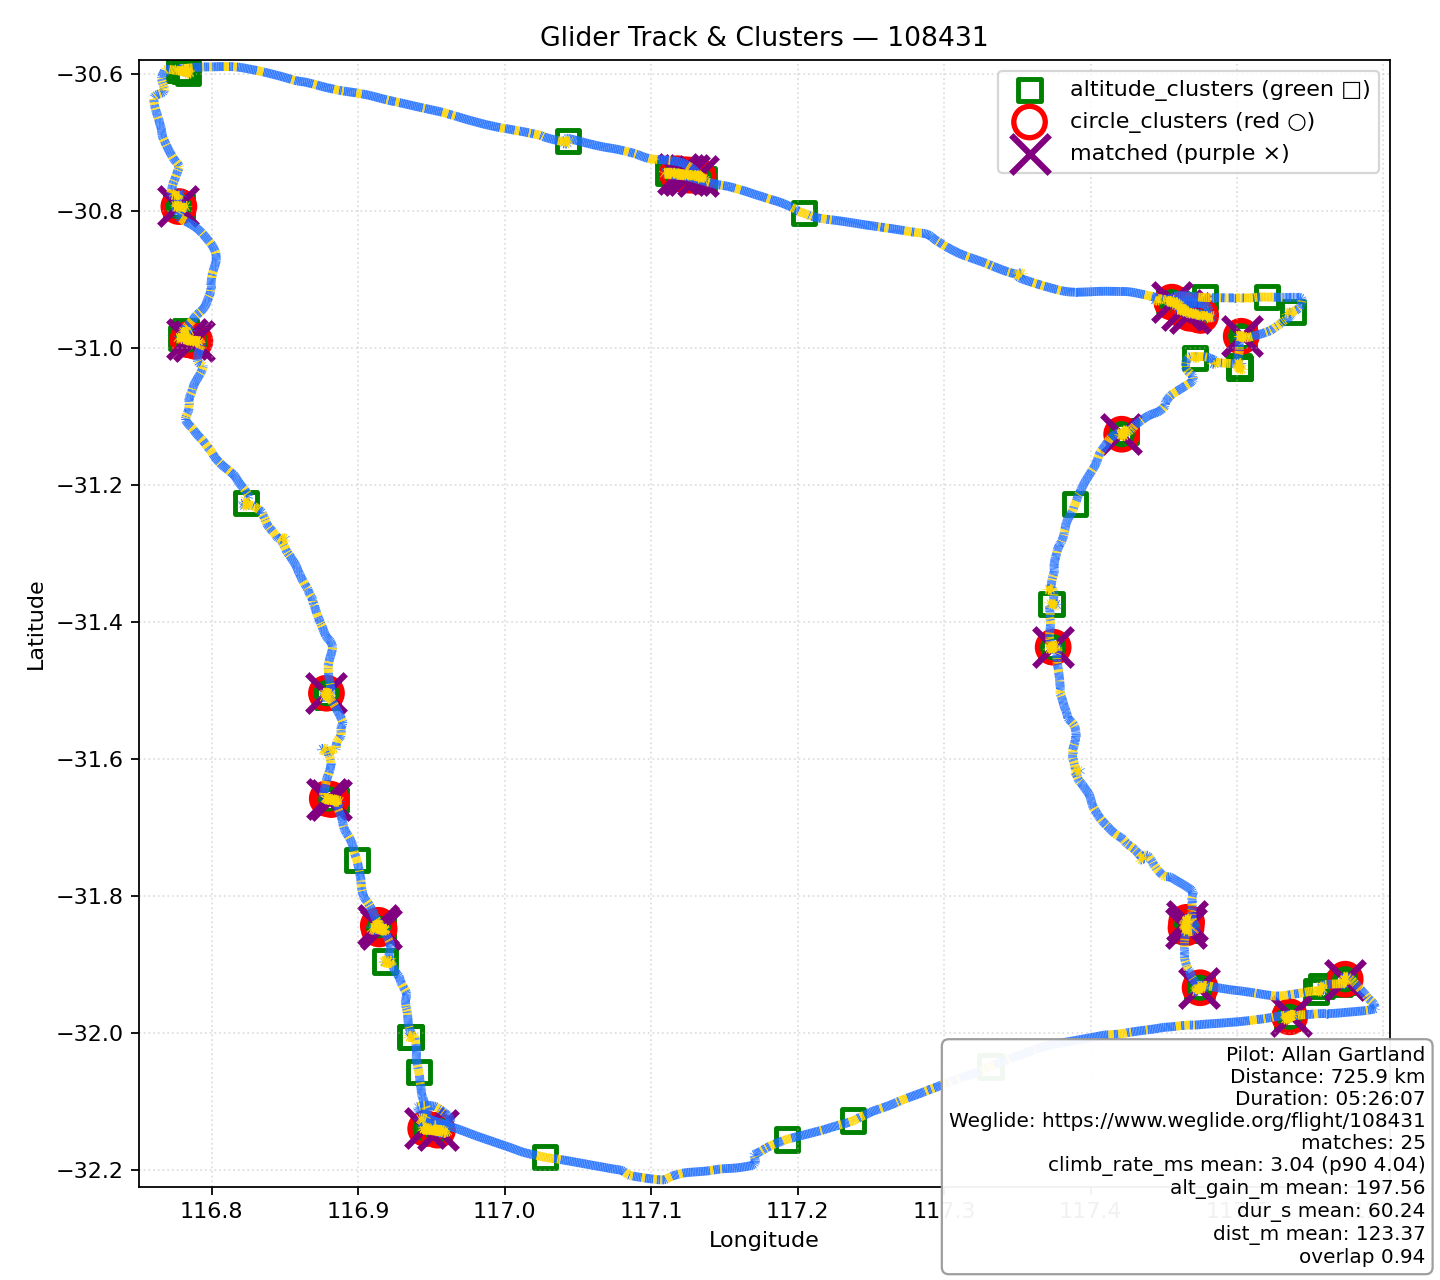 Glider Track & Clusters — 108431
altitude_clusters (green □)
circle_clusters (red ○)
matched (purple ×)
Latitude
−30.6
−30.8
−31.0
−31.2
−31.4
−31.6
−31.8
−32.0
−32.2
116.8
116.9
117.0
117.1
117.2
117.3
117.4
Longitude
Pilot: Allan Gartland
Distance: 725.9 km
Duration: 05:26:07
Weglide: https://www.weglide.org/flight/108431
matches: 25
climb_rate_ms mean: 3.04 (p90 4.04)
alt_gain_m mean: 197.56
dur_s mean: 60.24
dist_m mean: 123.37
overlap 0.94